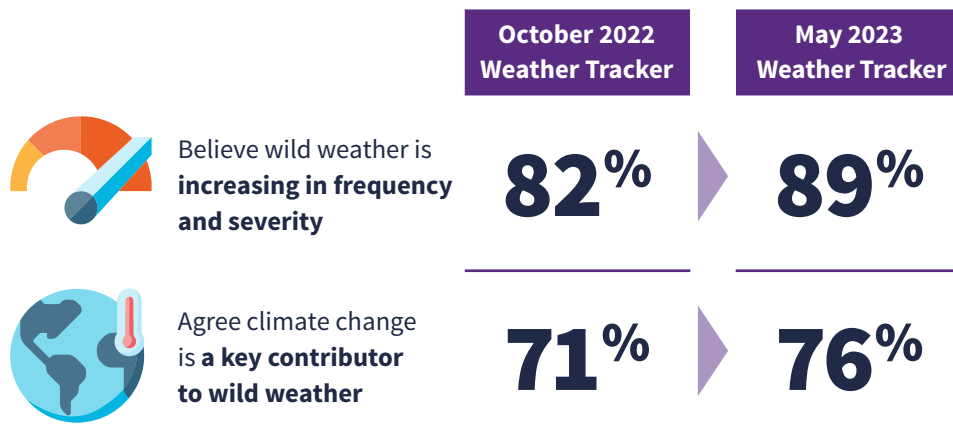 October 2022
Weather Tracker
May 2023
Weather Tracker
Believe wild weather is
increasing in frequency
and severity
82%
89%
Agree climate change
is a key contributor
to wild weather
71%
76%